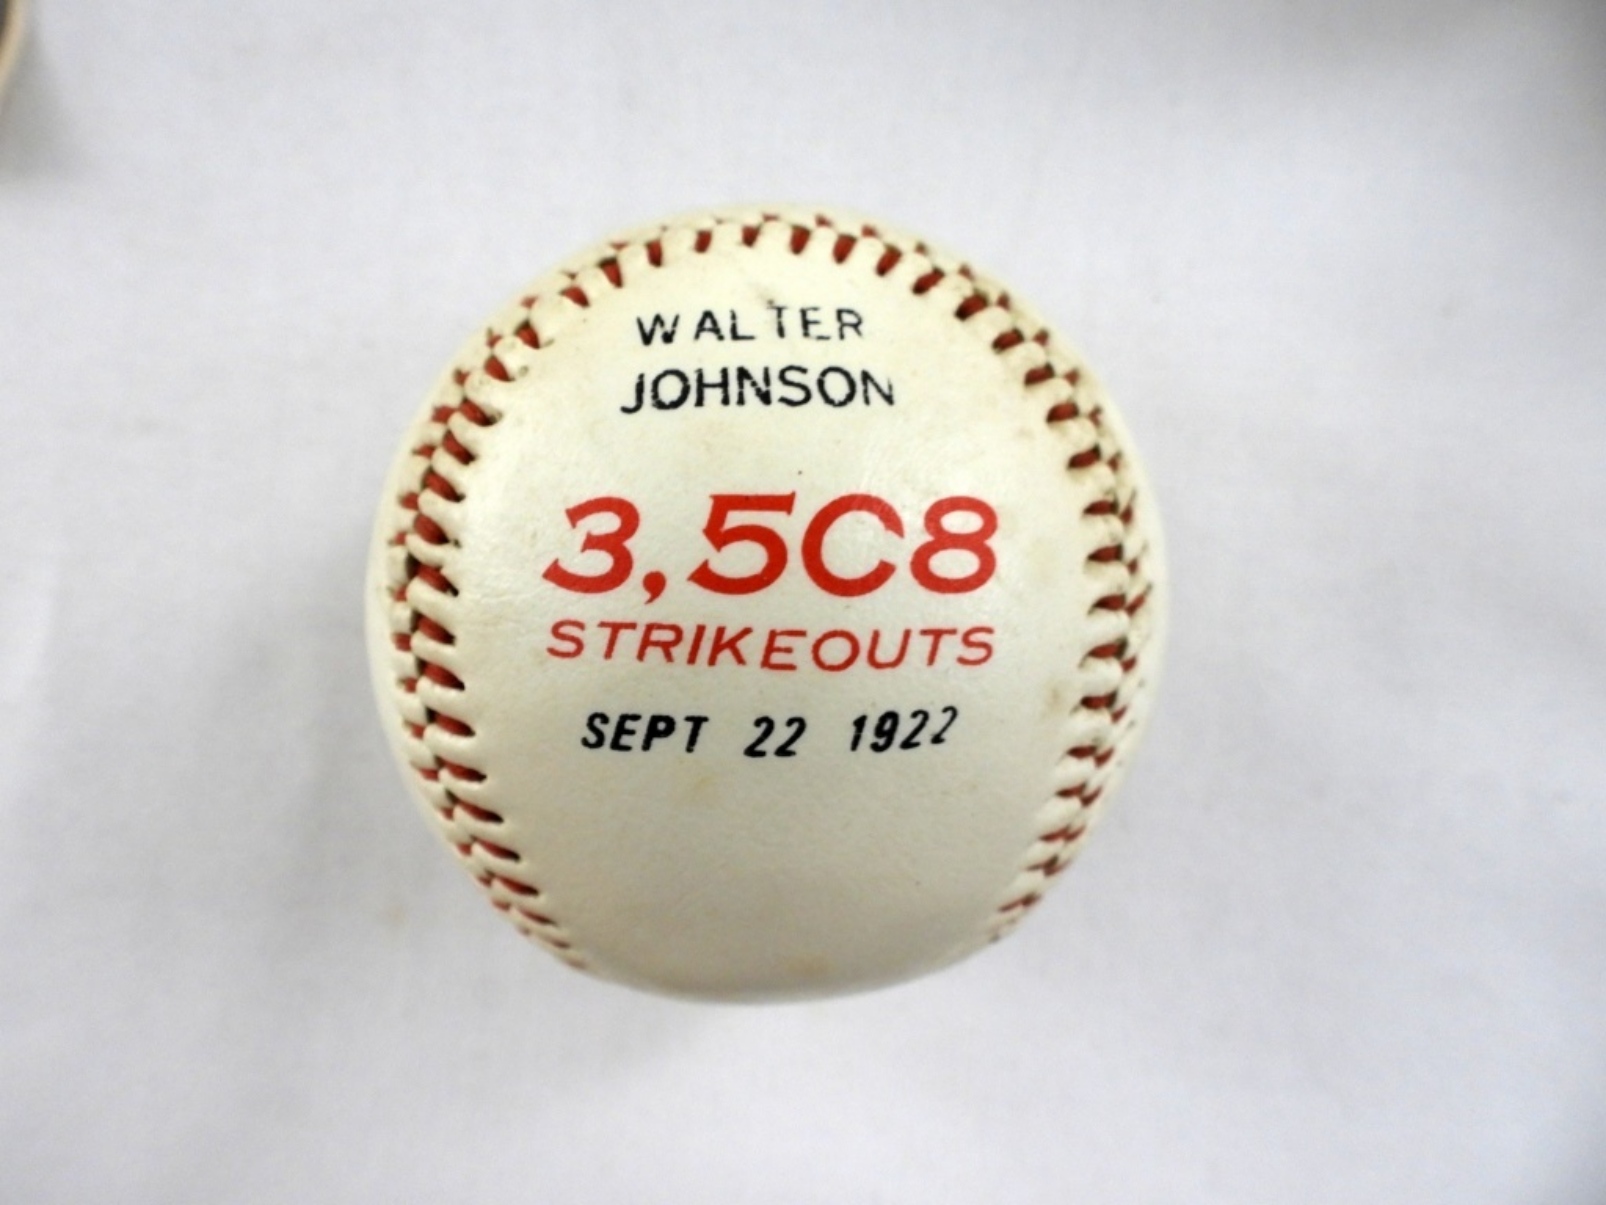 WALTER
JOHNSON
3,5C8
STRIKEOUTS
SEPT 22 1922